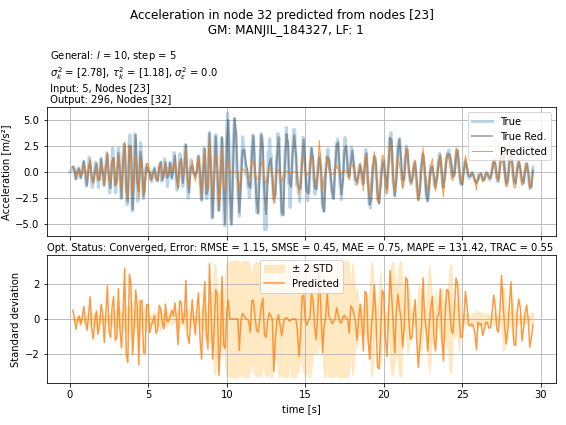 Acceleration in node 32 predicted from nodes [23]
GM: MANJIL_184327, LF: 1
General: l = 10, step = 5
σ²ₖ = [2.78], τ²ₖ = [1.18], σ²ε = 0.0
Input: 5, Nodes [23]
Output: 296, Nodes [32]
Acceleration [m/s²]
5.0
2.5
0.0
−2.5
−5.0
True
True Red.
Predicted
Opt. Status: Converged, Error: RMSE = 1.15, SMSE = 0.45, MAE = 0.75, MAPE = 131.42, TRAC = 0.55
Standard deviation
2
0
−2
± 2 STD
Predicted
0 5 10 15 20 25 30
time [s]